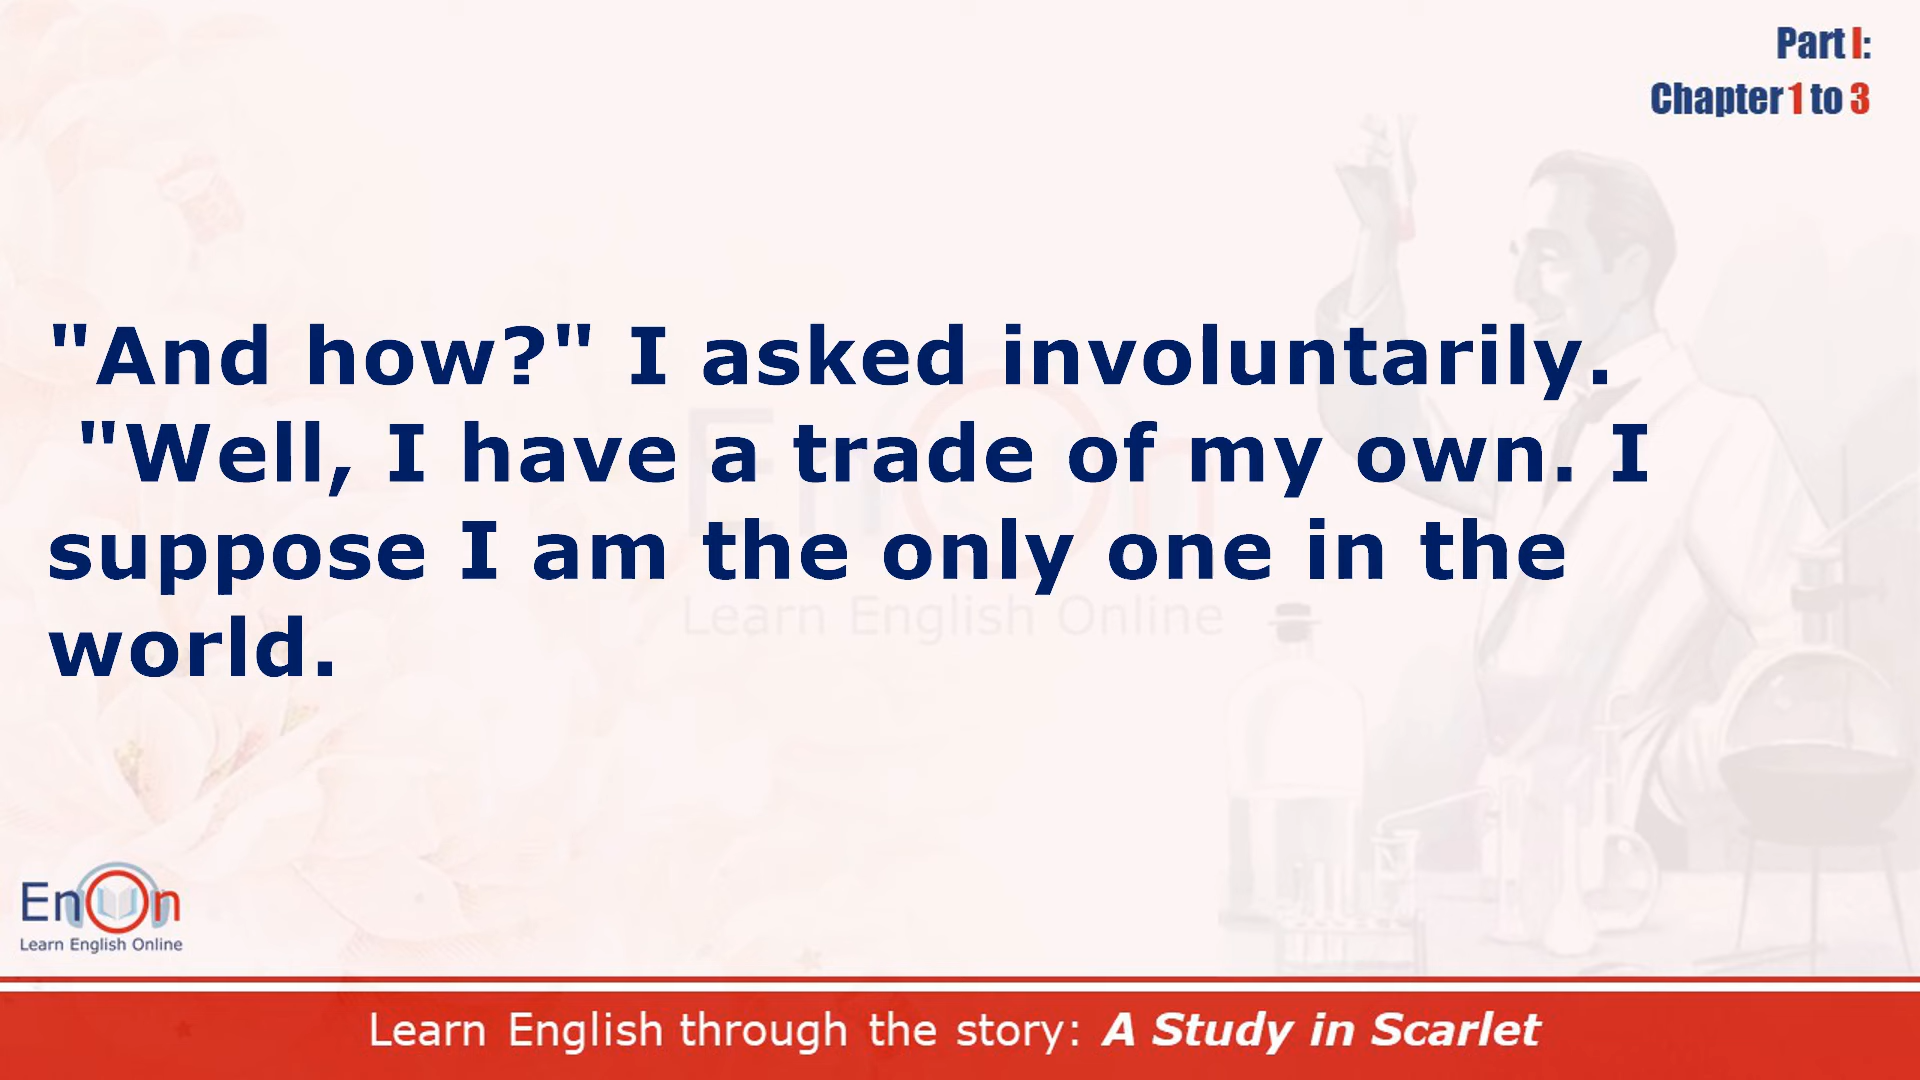 Part I:
Chapter 1 to 3
"And how?" I asked involuntarily.
"Well, I have a trade of my own. I
suppose I am the only one in the
world.
EnOn
Learn English Online
EnOn
Learn English Online
Learn English through the story: A Study in Scarlet